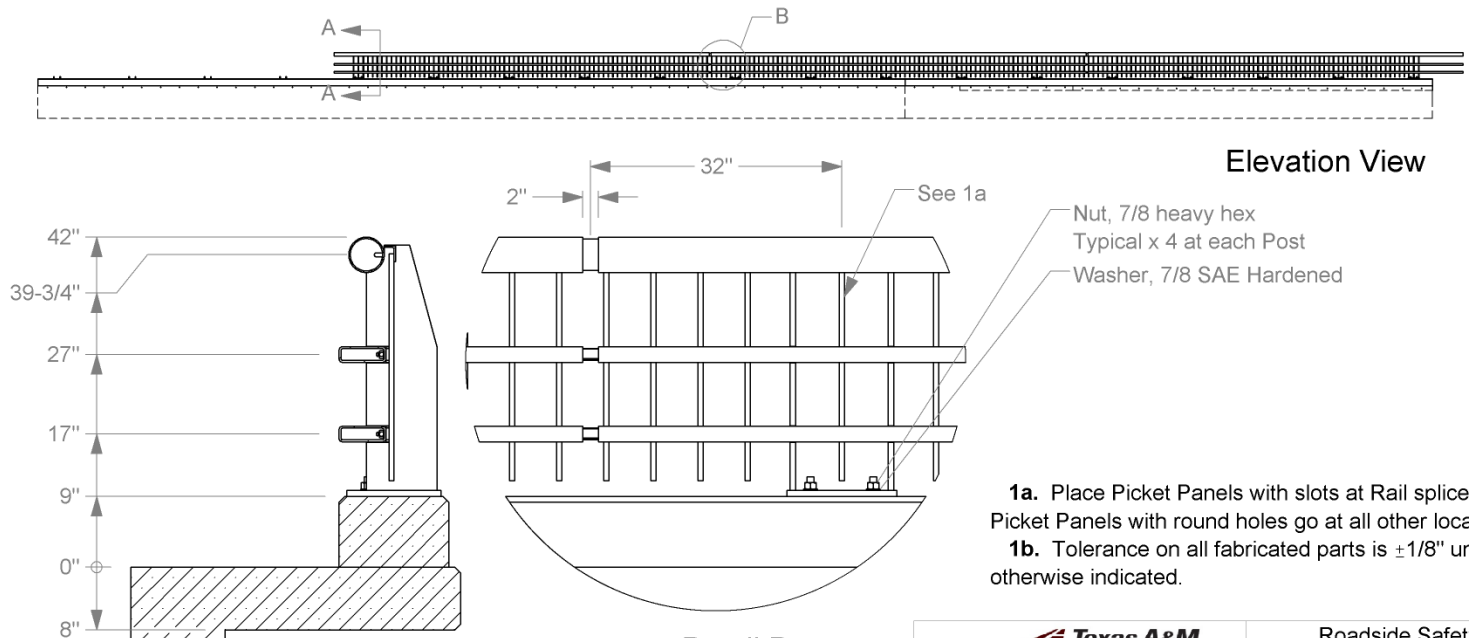 A
B
A
Elevation View
32"
2"
See 1a
Nut, 7/8 heavy hex
Typical x 4 at each Post
Washer, 7/8 SAE Hardened
42"
39-3/4"
27"
17"
9"
0"
8"
1a. Place Picket Panels with slots at Rail splice
Picket Panels with round holes go at all other loca
1b. Tolerance on all fabricated parts is ±1/8" un
otherwise indicated.
Texas A&M
Roadside Safet